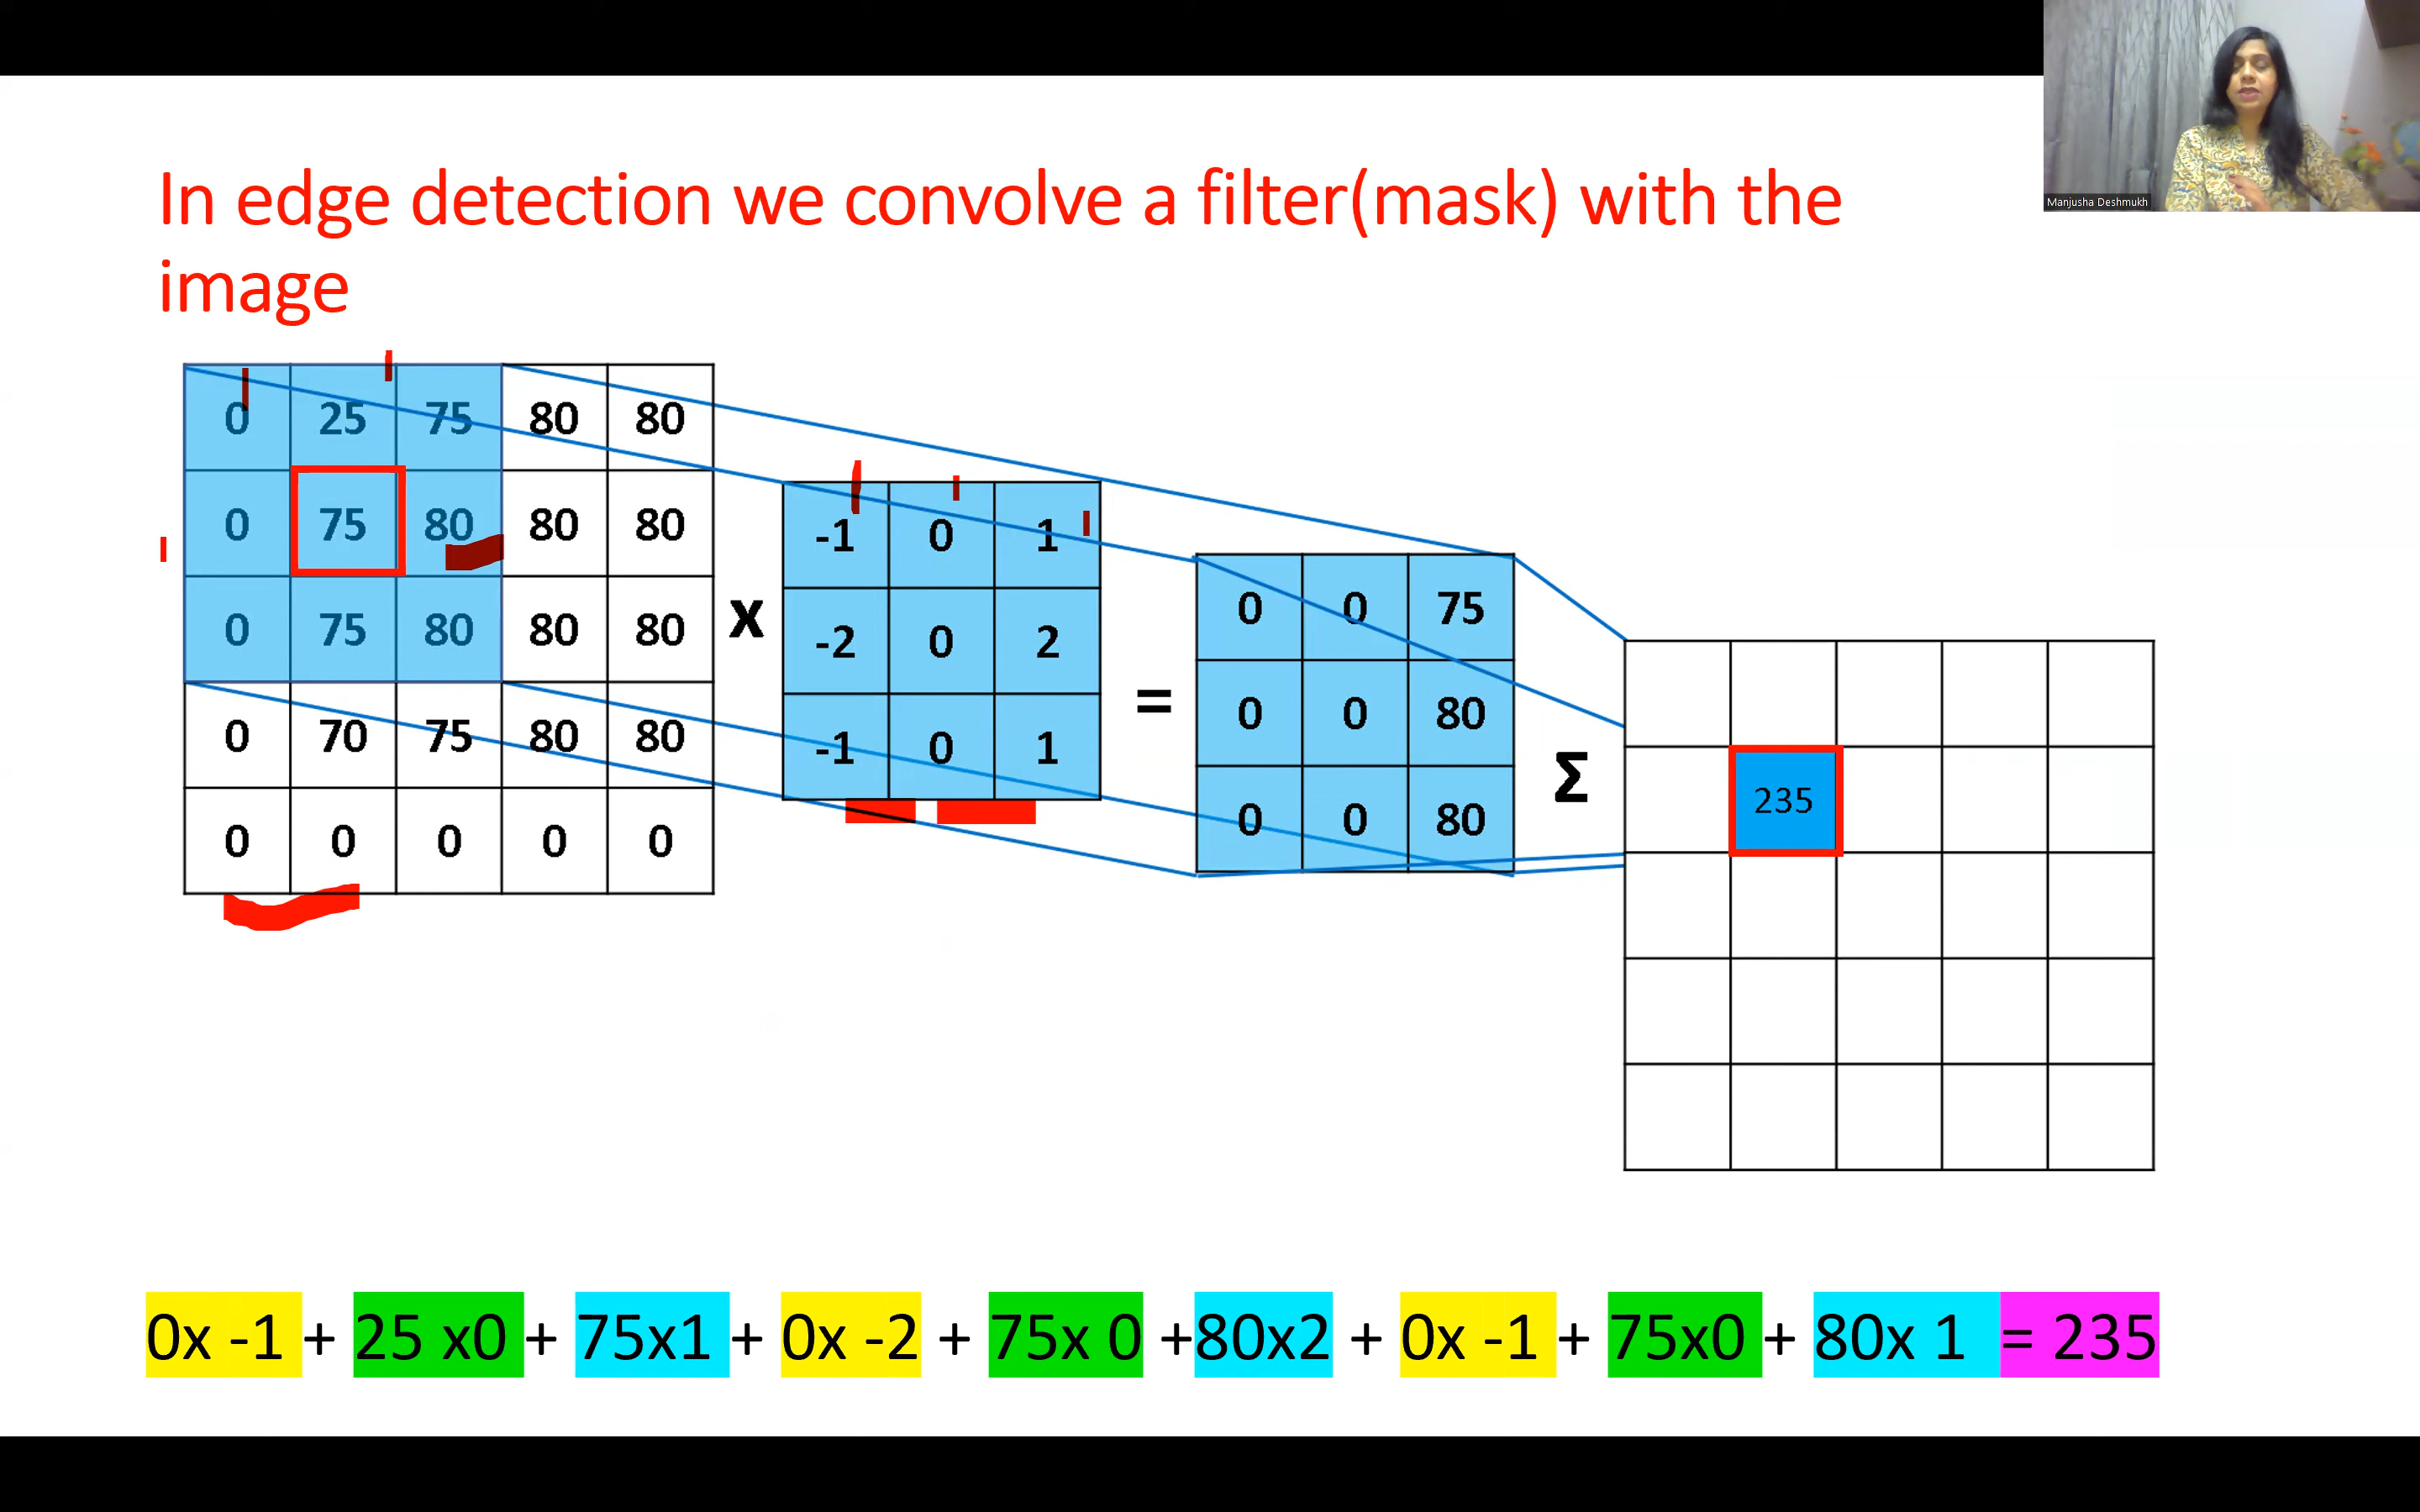 Manjusha Deshmukh
In edge detection we convolve a filter(mask) with the
image
0 25 75 80 80
0 75 80 80 80
0 75 80 80 80
0 70 75 80 80
0 0 0 0 0
x
-1 0 1
-2 0 2
-1 0 1
=
0 0 75
0 0 80
0 0 80
Σ
235
0x -1 + 25 x0 + 75x1 + 0x -2 + 75x 0 +80x2 + 0x -1 + 75x0 + 80x 1 = 235